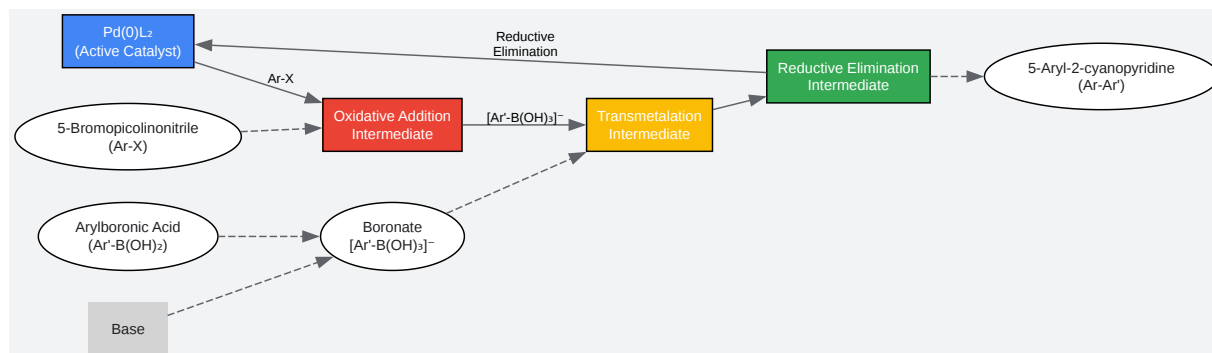 Pd(0)L₂
(Active Catalyst)
Reductive
Elimination
Ar-X
Reductive Elimination
Intermediate
5-Aryl-2-cyanopyridine
(Ar-Ar')
5-Bromopicolinonitrile
(Ar-X)
Oxidative Addition
Intermediate
[Ar'-B(OH)₃]⁻
Transmetalation
Intermediate
Arylboronic Acid
(Ar'-B(OH)₂)
Boronate
[Ar'-B(OH)₃]⁻
Base